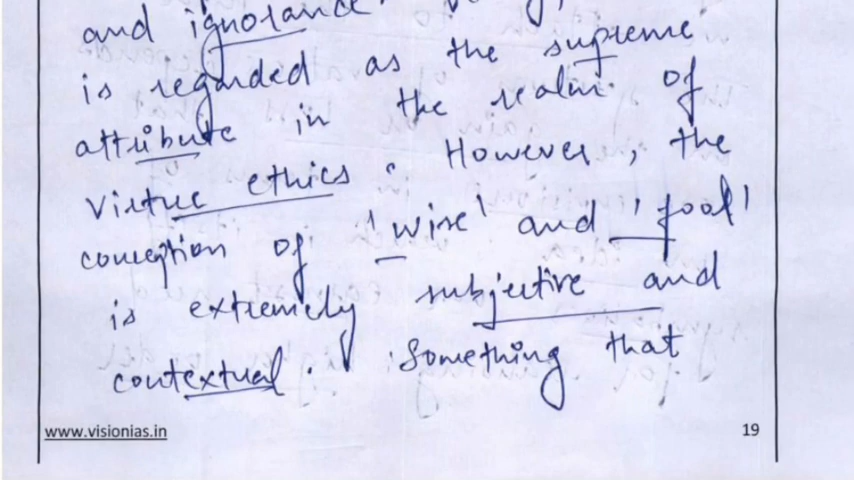 and ignorance.
is regarded as the supreme
attribute in the realm of
virtue ethics. However, the
conception of 'wise' and 'fool'
is extremely subjective and
contextual. Something that
www.visionias.in
19